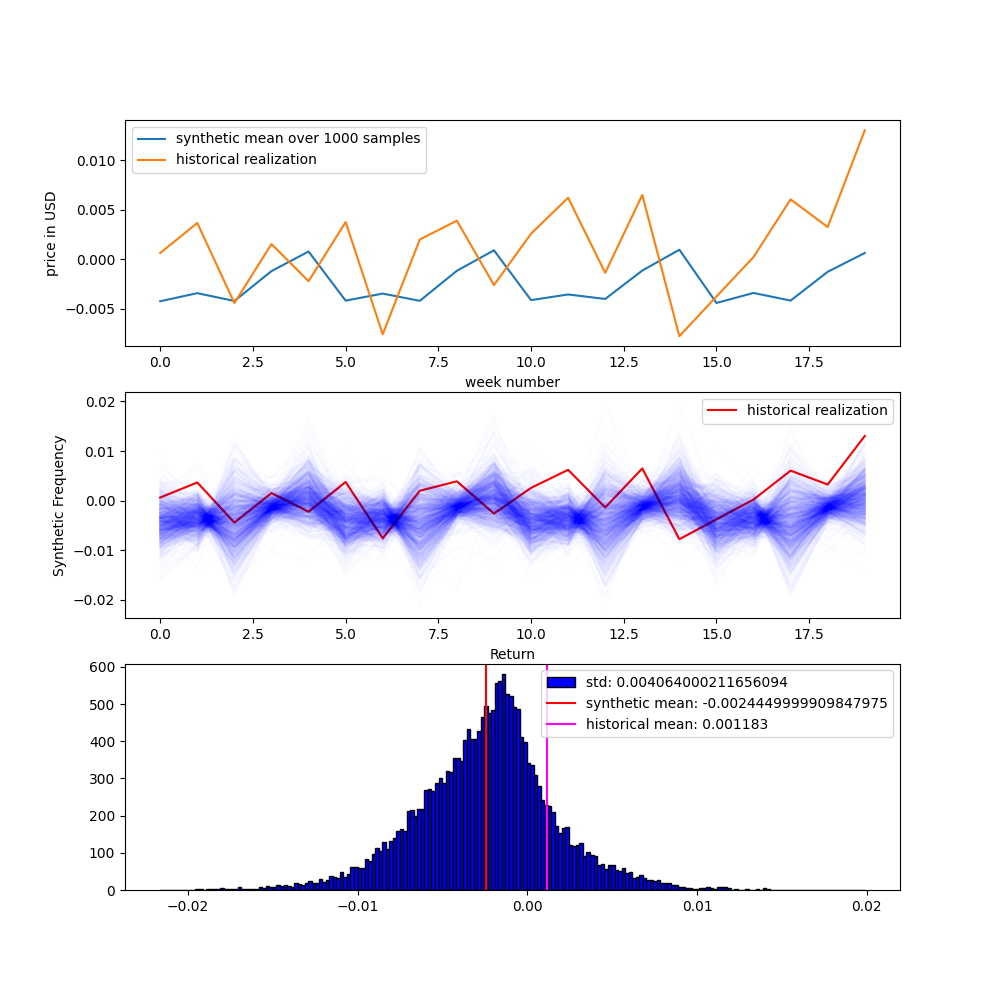 synthetic mean over 1000 samples
historical realization
0.010
0.005
0.000
−0.005
price in USD
0.0 2.5 5.0 7.5 10.0 12.5 15.0 17.5
week number
historical realization
0.02
0.01
0.00
−0.01
−0.02
Synthetic Frequency
0.0 2.5 5.0 7.5 10.0 12.5 15.0 17.5
Return
std: 0.004064000211656094
synthetic mean: -0.0024449999909847975
historical mean: 0.001183
600
500
400
300
200
100
0
−0.02 −0.01 0.00 0.01 0.02